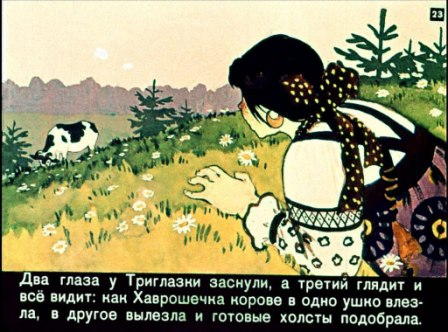 23
Два глаза у Триглазки заснули, а третий глядит и
всё видит: как Хаврошечка корове в одно ушко влез-
ла, в другое вылезла и готовые холсты подобрала.